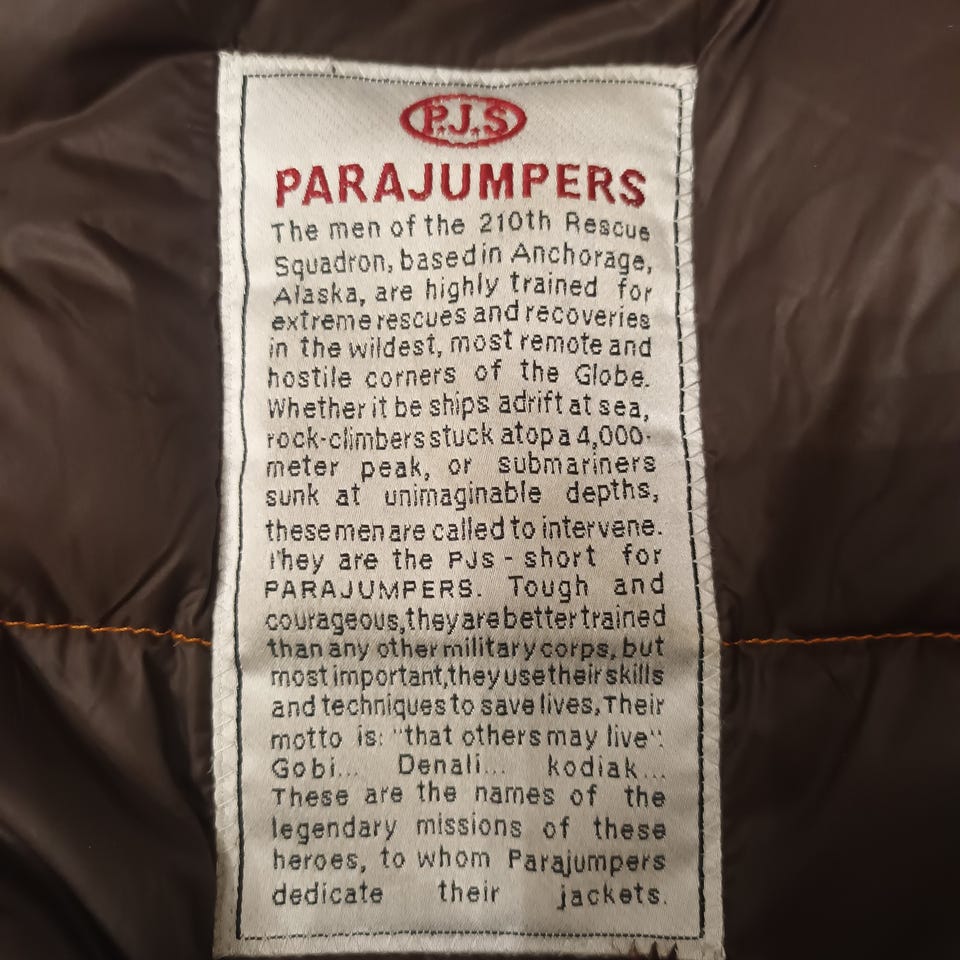 P.J.S
PARAJUMPERS
The men of the 210th Rescue
Squadron, based in Anchorage,
Alaska, are highly trained for
extreme rescues and recoveries
in the wildest, most remote and
hostile corners of the Globe.
Whether it be ships adrift at sea,
rock-climbers stuck atop a 4,000-
meter peak, or submariners
sunk at unimaginable depths,
these men are called to intervene.
They are the PJs - short for
PARAJUMPERS. Tough and
courageous, they are better trained
than any other military corps, but
most important, they use their skills
and techniques to save lives, Their
motto is: "that others may live".
Gobi... Denali... kodiak...
These are the names of the
legendary missions of these
heroes, to whom Parajumpers
dedicate their jackets.